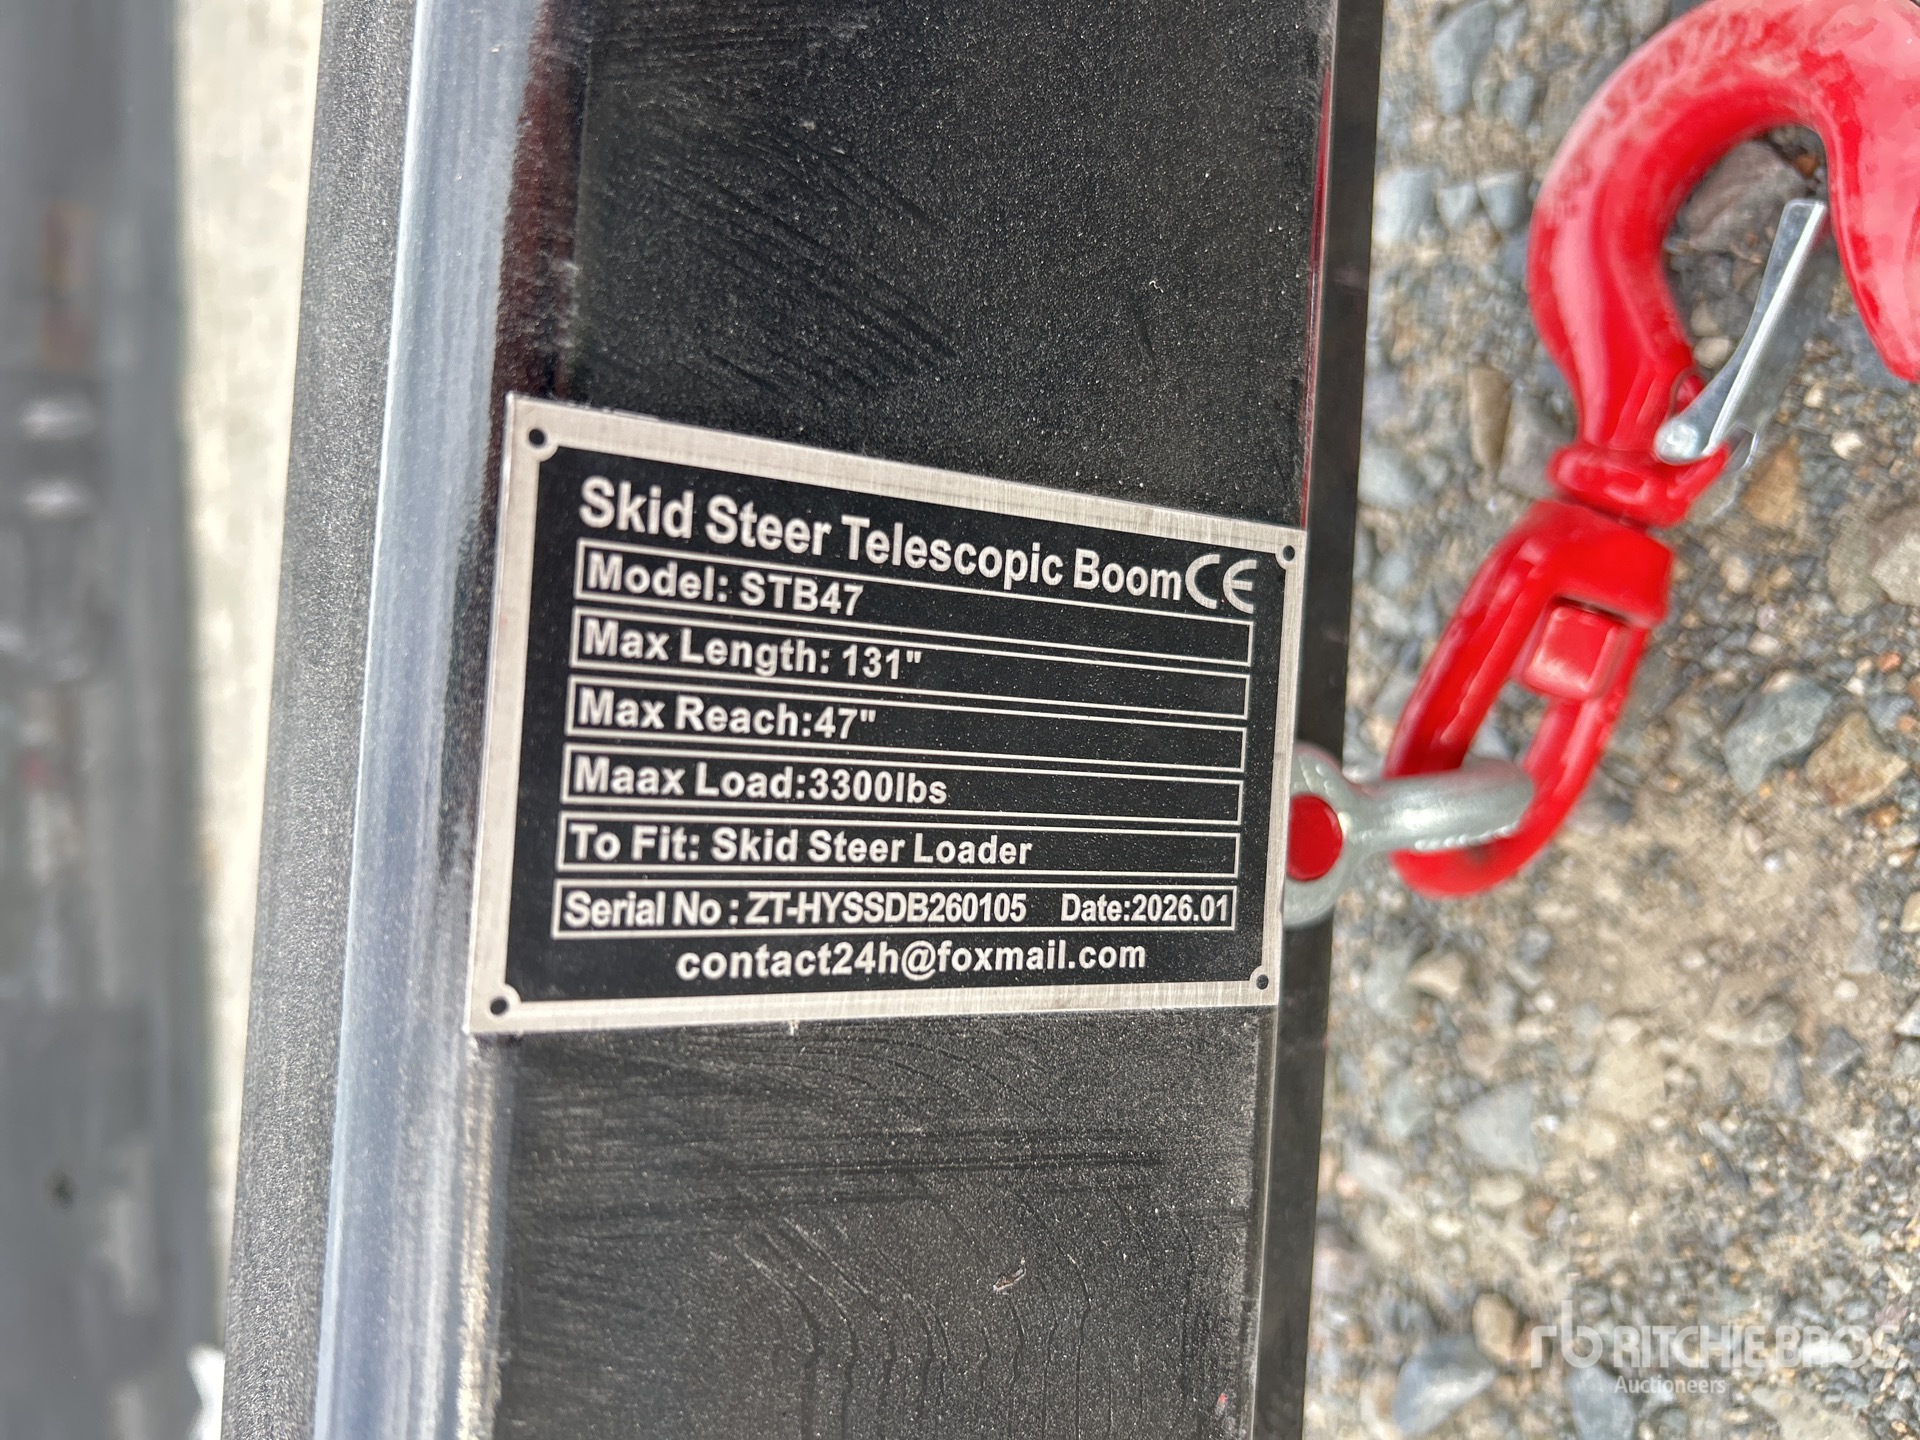 Skid Steer Telescopic Boom CE
Model: STB47
Max Length: 131"
Max Reach:47"
Maax Load:3300lbs
To Fit: Skid Steer Loader
Serial No : ZT-HYSSDB260105 Date:2026.01
contact24h@foxmail.com
rb RITCHIE BROS
Auctioneers